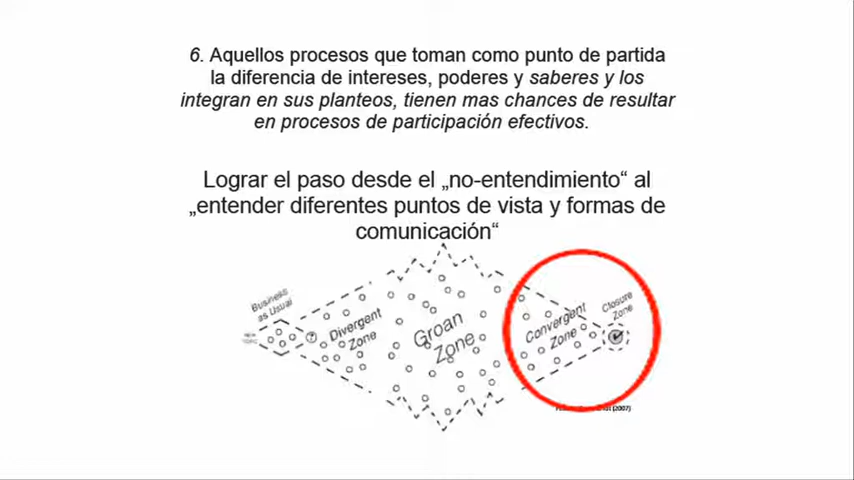 6. Aquellos procesos que toman como punto de partida
la diferencia de intereses, poderes y saberes y los
integran en sus planteos, tienen mas chances de resultar
en procesos de participación efectivos.
Lograr el paso desde el „no-entendimiento“ al
„entender diferentes puntos de vista y formas de
comunicación“
Business
as Usual
Divergent
Zone
?
Groan
Zone
Convergent
Zone
Closure
Zone
(2007)